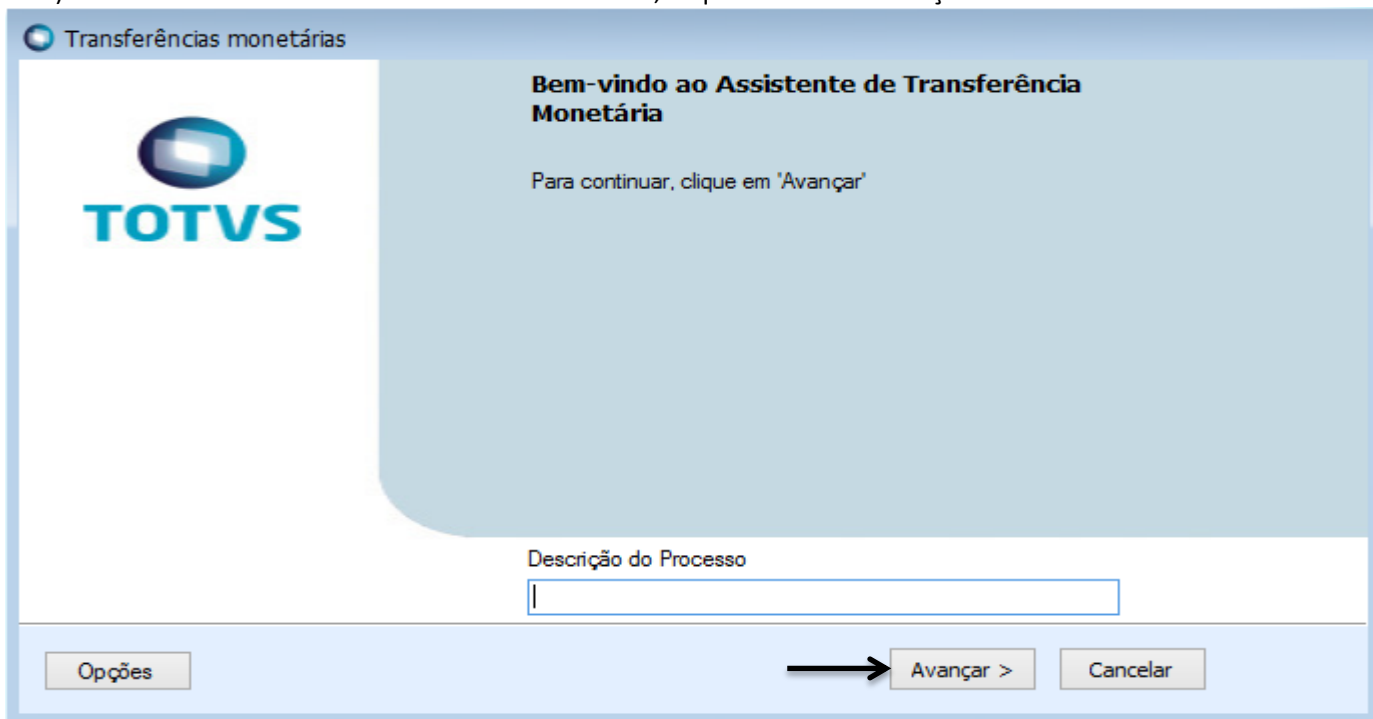 Transferências monetárias
Bem-vindo ao Assistente de Transferência
Monetária
Para continuar, clique em 'Avançar'
TOTVS
Descrição do Processo
Opções
Avançar >
Cancelar